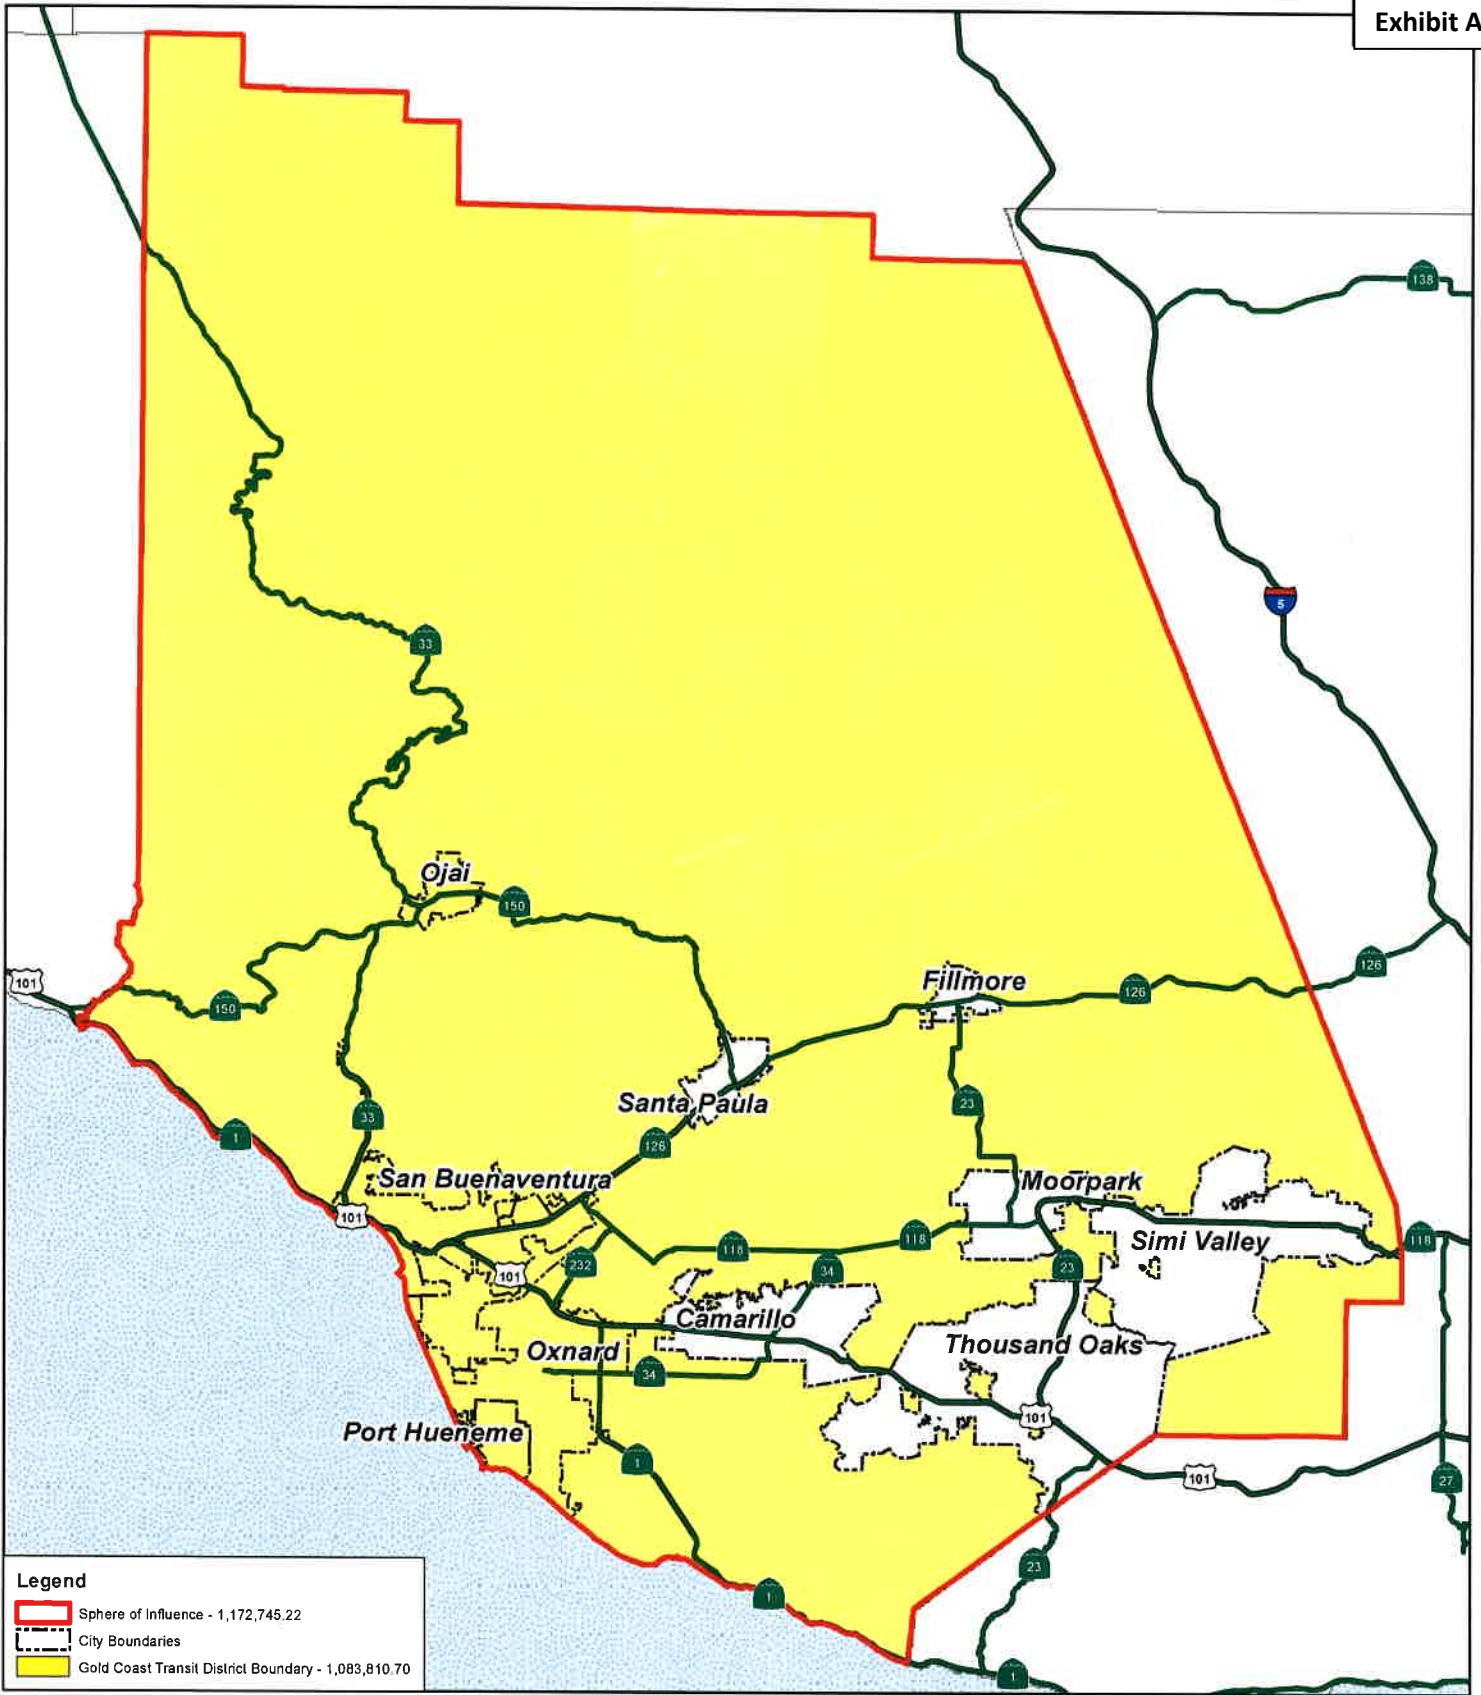 Exhibit A
138
5
33
Ojai
150
101
150
Fillmore
126
126
Santa Paula
33
23
1
126
San Buenaventura
Moorpark
101
118
118
118
Simi Valley
232
34
23
101
Camarillo
Thousand Oaks
Oxnard
34
101
Port Hueneme
1
101
27
23
1
1
Legend
Sphere of Influence - 1,172,745.22
City Boundaries
Gold Coast Transit District Boundary - 1,083,810.70